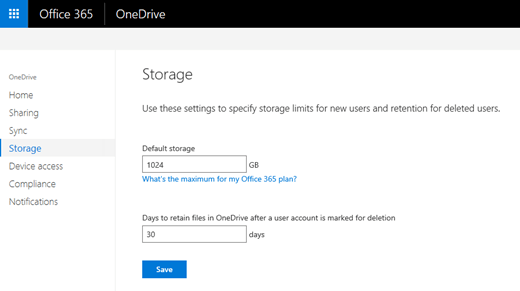 Office 365 OneDrive
OneDrive
Home
Sharing
Sync
Storage
Device access
Compliance
Notifications
Storage
Use these settings to specify storage limits for new users and retention for deleted users.
Default storage
1024 GB
What's the maximum for my Office 365 plan?
Days to retain files in OneDrive after a user account is marked for deletion
30 days
Save